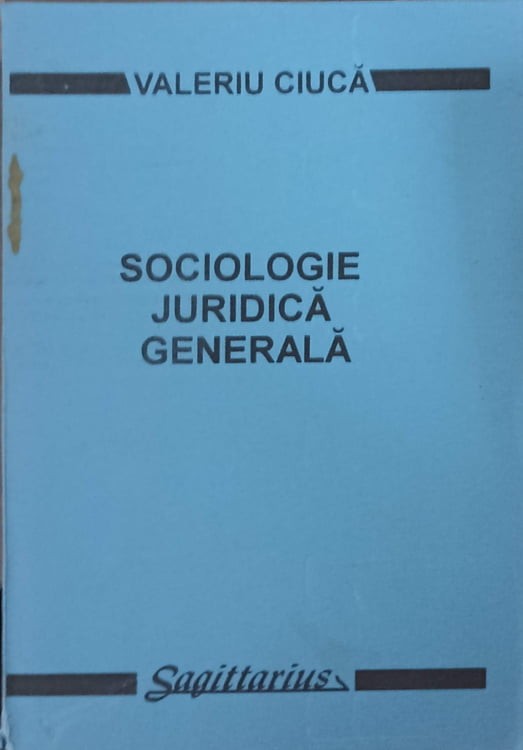 VALERIU CIUCĂ
SOCIOLOGIE
JURIDICĂ
GENERALĂ
Sagittarius